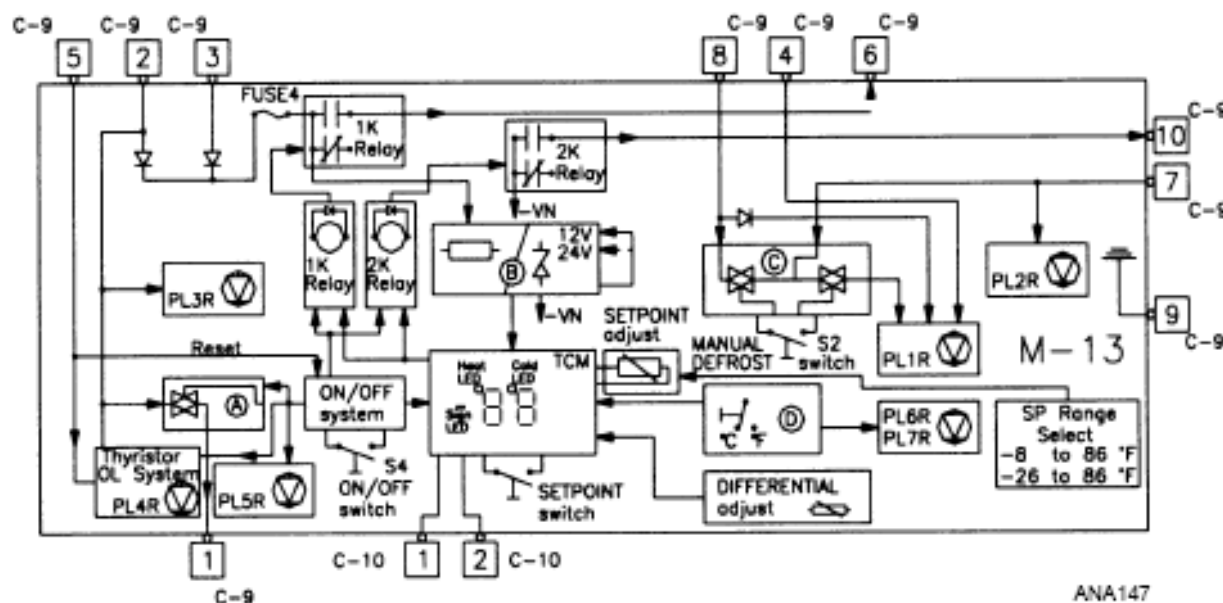 C-9 C-9 C-9 C-9 C-9 C-9
5 2 3 8 4 6
FUSE4
1K
Relay
2K
Relay
C-9
10
7
C-9
-VN
12V
24V
B
1K
Relay
2K
Relay
C
PL2R
PL3R
-VN
9
C-9
SETPOINT
adjust
MANUAL
DEFROST
S2
switch
PL1R
M-13
Reset
A
ON/OFF
system
Heat
LED
Cold
LED
TCM
Sign
LED
D
°C °F
PL6R
PL7R
SP Range
Select
-8 to 86 °F
-26 to 86 °F
Thyristor
OL System
PL4R
PL5R
S4
ON/OFF
switch
SETPOINT
switch
DIFFERENTIAL
adjust
1
C-9
C-10
1
2
C-10
ANA147